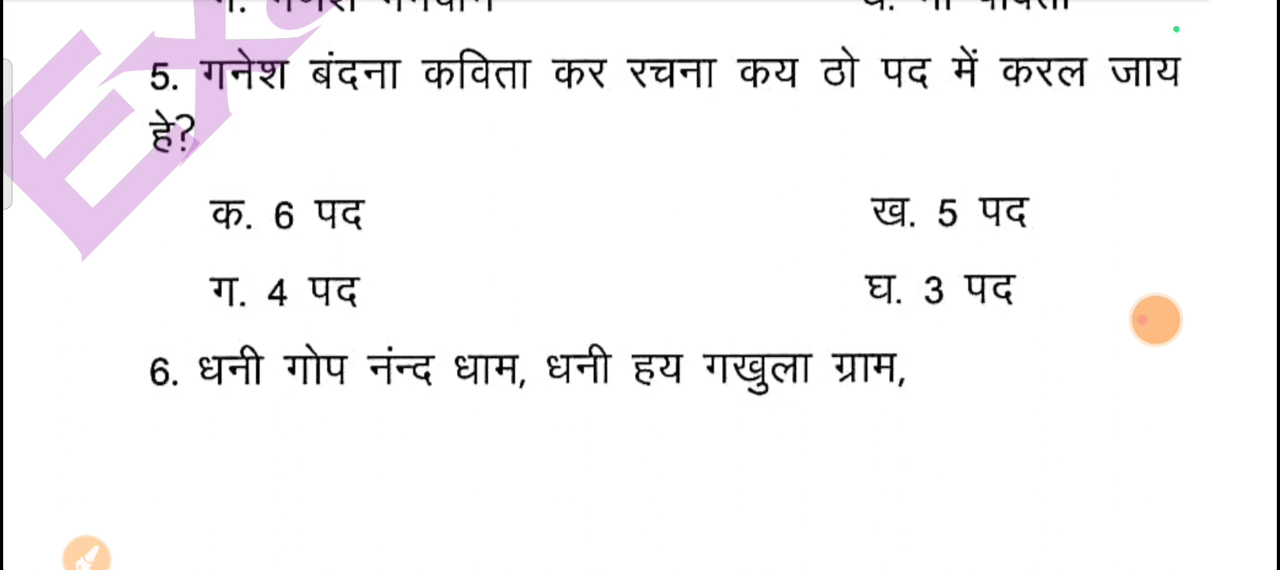 5. गनेश बंदना कविता कर रचना कय ठो पद में करल जाय
हे?
क. 6 पद ख. 5 पद
ग. 4 पद घ. 3 पद
6. धनी गोप नंन्द धाम, धनी हय गखुला ग्राम,